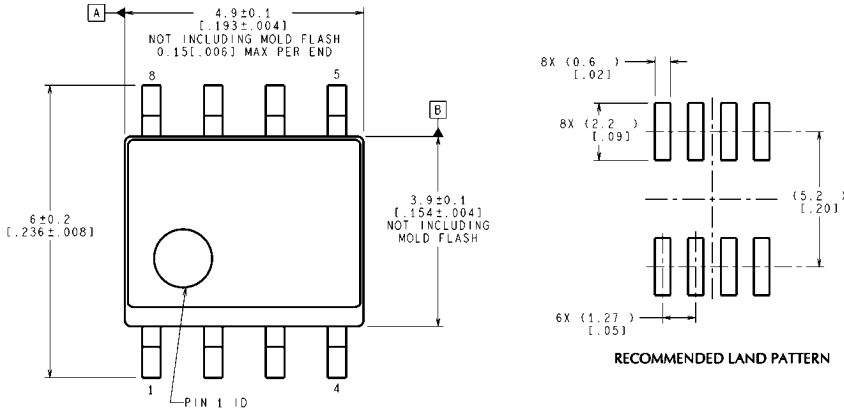 A
4.9±0.1
[.193±.004]
NOT INCLUDING MOLD FLASH
0.15[.006] MAX PER END
8
5
B
6±0.2
[.236±.008]
3.9±0.1
[.154±.004]
NOT INCLUDING
MOLD FLASH
1
4
PIN 1 ID
8X (0.6 )
[.02]
8X (2.2 )
[.09]
(5.2 )
[.20]
6X (1.27 )
[.05]
RECOMMENDED LAND PATTERN